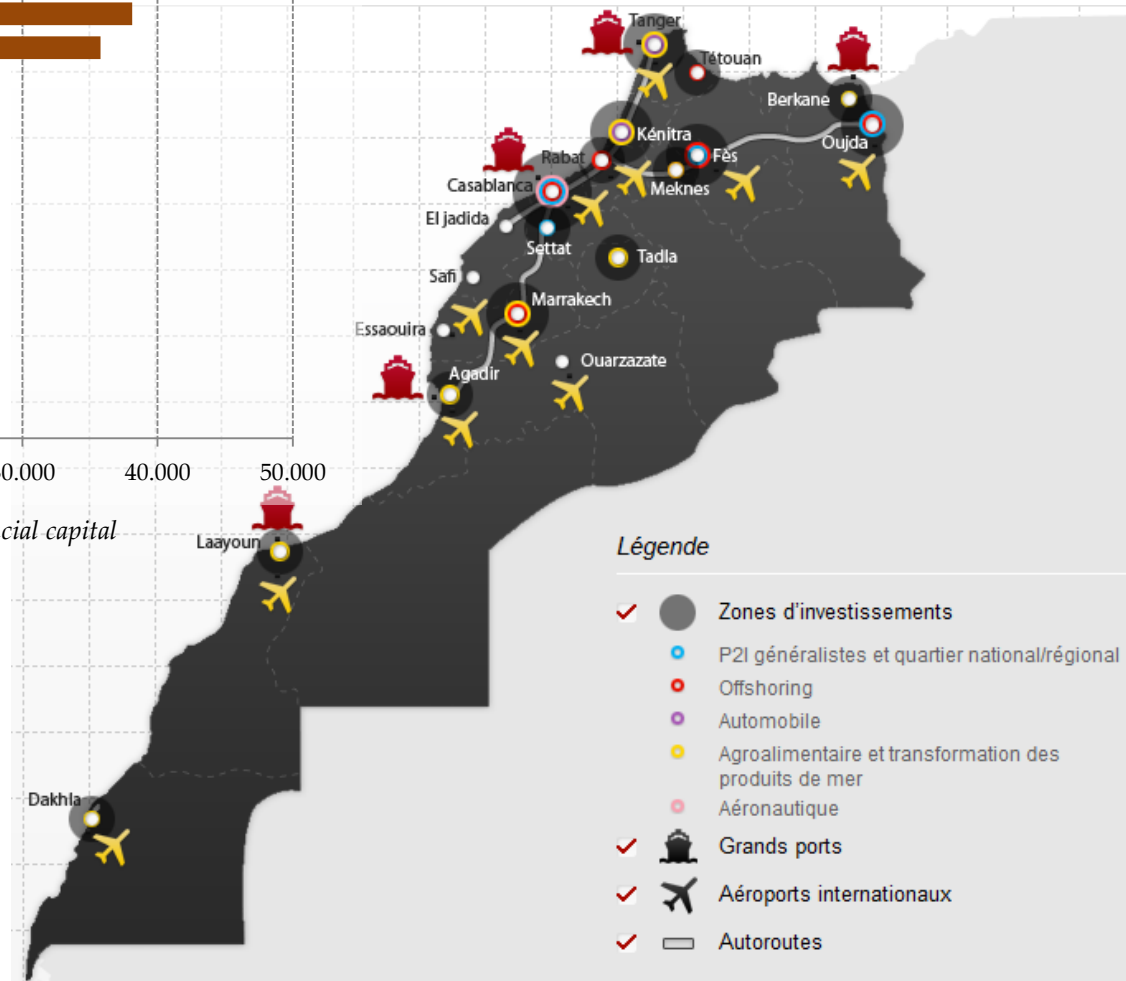 Tanger
Tétouan
Berkane
Kénitra
Oujda
Rabat
Fès
Meknes
Casablanca
El jadida
Settat
Tadla
Safi
Marrakech
Essaouira
Ouarzazate
Agadir
0.000 40.000 50.000
cial capital
Laayoun
Dakhla
Légende
Zones d'investissements
P2I généralistes et quartier national/régional
Offshoring
Automobile
Agroalimentaire et transformation des
produits de mer
Aéronautique
Grands ports
Aéroports internationaux
Autoroutes